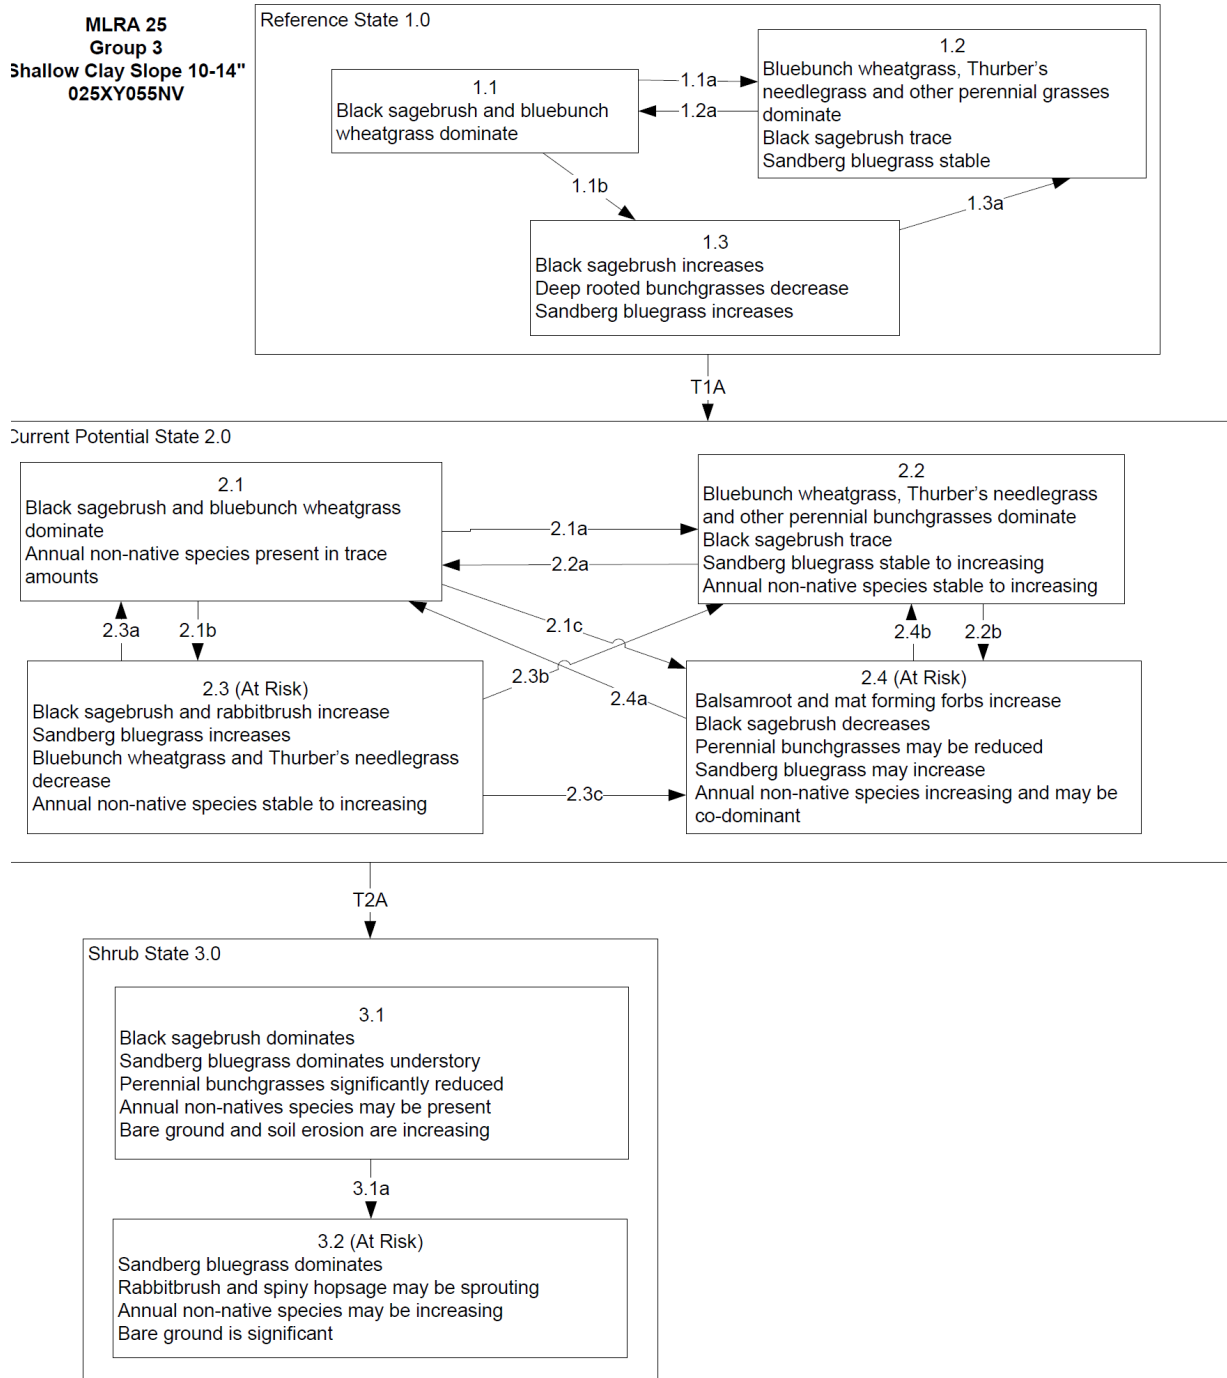 MLRA 25
Group 3
Shallow Clay Slope 10-14"
025XY055NV
Reference State 1.0
1.1
Black sagebrush and bluebunch
wheatgrass dominate
1.1a
1.2a
1.2
Bluebunch wheatgrass, Thurber's
needlegrass and other perennial grasses
dominate
Black sagebrush trace
Sandberg bluegrass stable
1.1b
1.3a
1.3
Black sagebrush increases
Deep rooted bunchgrasses decrease
Sandberg bluegrass increases
T1A
Current Potential State 2.0
2.1
Black sagebrush and bluebunch wheatgrass
dominate
Annual non-native species present in trace
amounts
2.1a
2.2a
2.2
Bluebunch wheatgrass, Thurber's needlegrass
and other perennial bunchgrasses dominate
Black sagebrush trace
Sandberg bluegrass stable to increasing
Annual non-native species stable to increasing
2.3a
2.1b
2.1c
2.3b
2.4a
2.4b
2.2b
2.3 (At Risk)
Black sagebrush and rabbitbrush increase
Sandberg bluegrass increases
Bluebunch wheatgrass and Thurber's needlegrass
decrease
Annual non-native species stable to increasing
2.3c
2.4 (At Risk)
Balsamroot and mat forming forbs increase
Black sagebrush decreases
Perennial bunchgrasses may be reduced
Sandberg bluegrass may increase
Annual non-native species increasing and may be
co-dominant
T2A
Shrub State 3.0
3.1
Black sagebrush dominates
Sandberg bluegrass dominates understory
Perennial bunchgrasses significantly reduced
Annual non-natives species may be present
Bare ground and soil erosion are increasing
3.1a
3.2 (At Risk)
Sandberg bluegrass dominates
Rabbitbrush and spiny hopsage may be sprouting
Annual non-native species may be increasing
Bare ground is significant